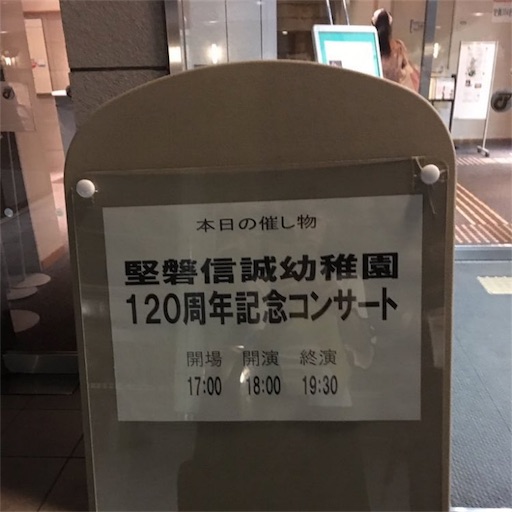 本日の催し物
堅磐信誠幼稚園
120周年記念コンサート
開場 開演 終演
17:00 18:00 19:30